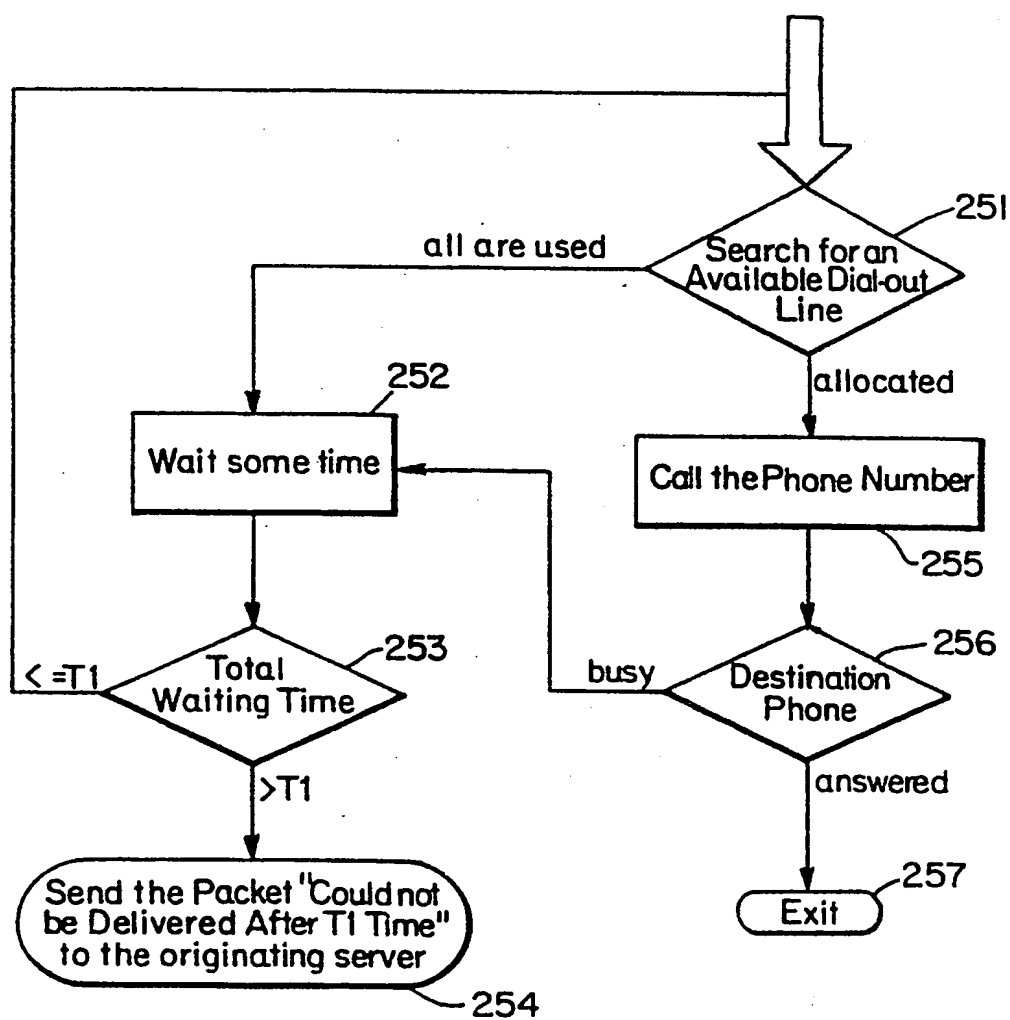 251
Search for an
Available Dial-out
Line
all are used
allocated
252
Wait some time
Call the Phone Number
255
253
Total
Waiting Time
< =T1
>T1
256
Destination
Phone
busy
answered
Send the Packet "Could not
be Delivered After T1 Time"
to the originating server
254
257
Exit